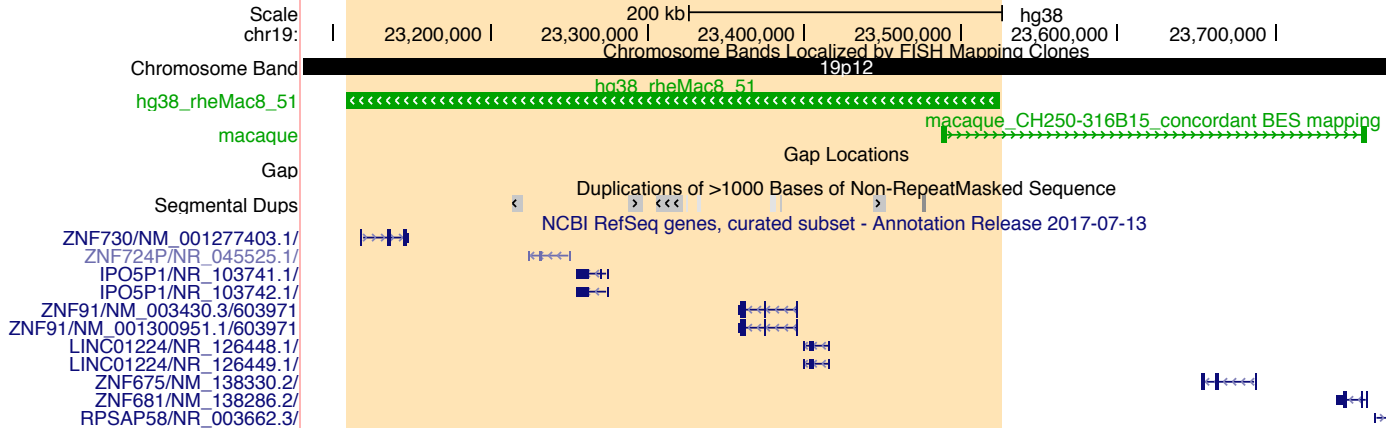 Scale 200 kb hg38
chr19: 23,200,000 23,300,000 23,400,000 23,500,000 23,600,000 23,700,000
Chromosome Bands Localized by FISH Mapping Clones
Chromosome Band 19p12
hg38_rheMac8_51
hg38_rheMac8_51
macaque_CH250-316B15_concordant BES mapping
macaque
Gap Locations
Gap
Duplications of >1000 Bases of Non-RepeatMasked Sequence
Segmental Dups
NCBI RefSeq genes, curated subset - Annotation Release 2017-07-13
ZNF730/NM_001277403.1/
ZNF724P/NR_045525.1/
IPO5P1/NR_103741.1/
IPO5P1/NR_103742.1/
ZNF91/NM_003430.3/603971
ZNF91/NM_001300951.1/603971
LINC01224/NR_126448.1/
LINC01224/NR_126449.1/
ZNF675/NM_138330.2/
ZNF681/NM_138286.2/
RPSAP58/NR_003662.3/